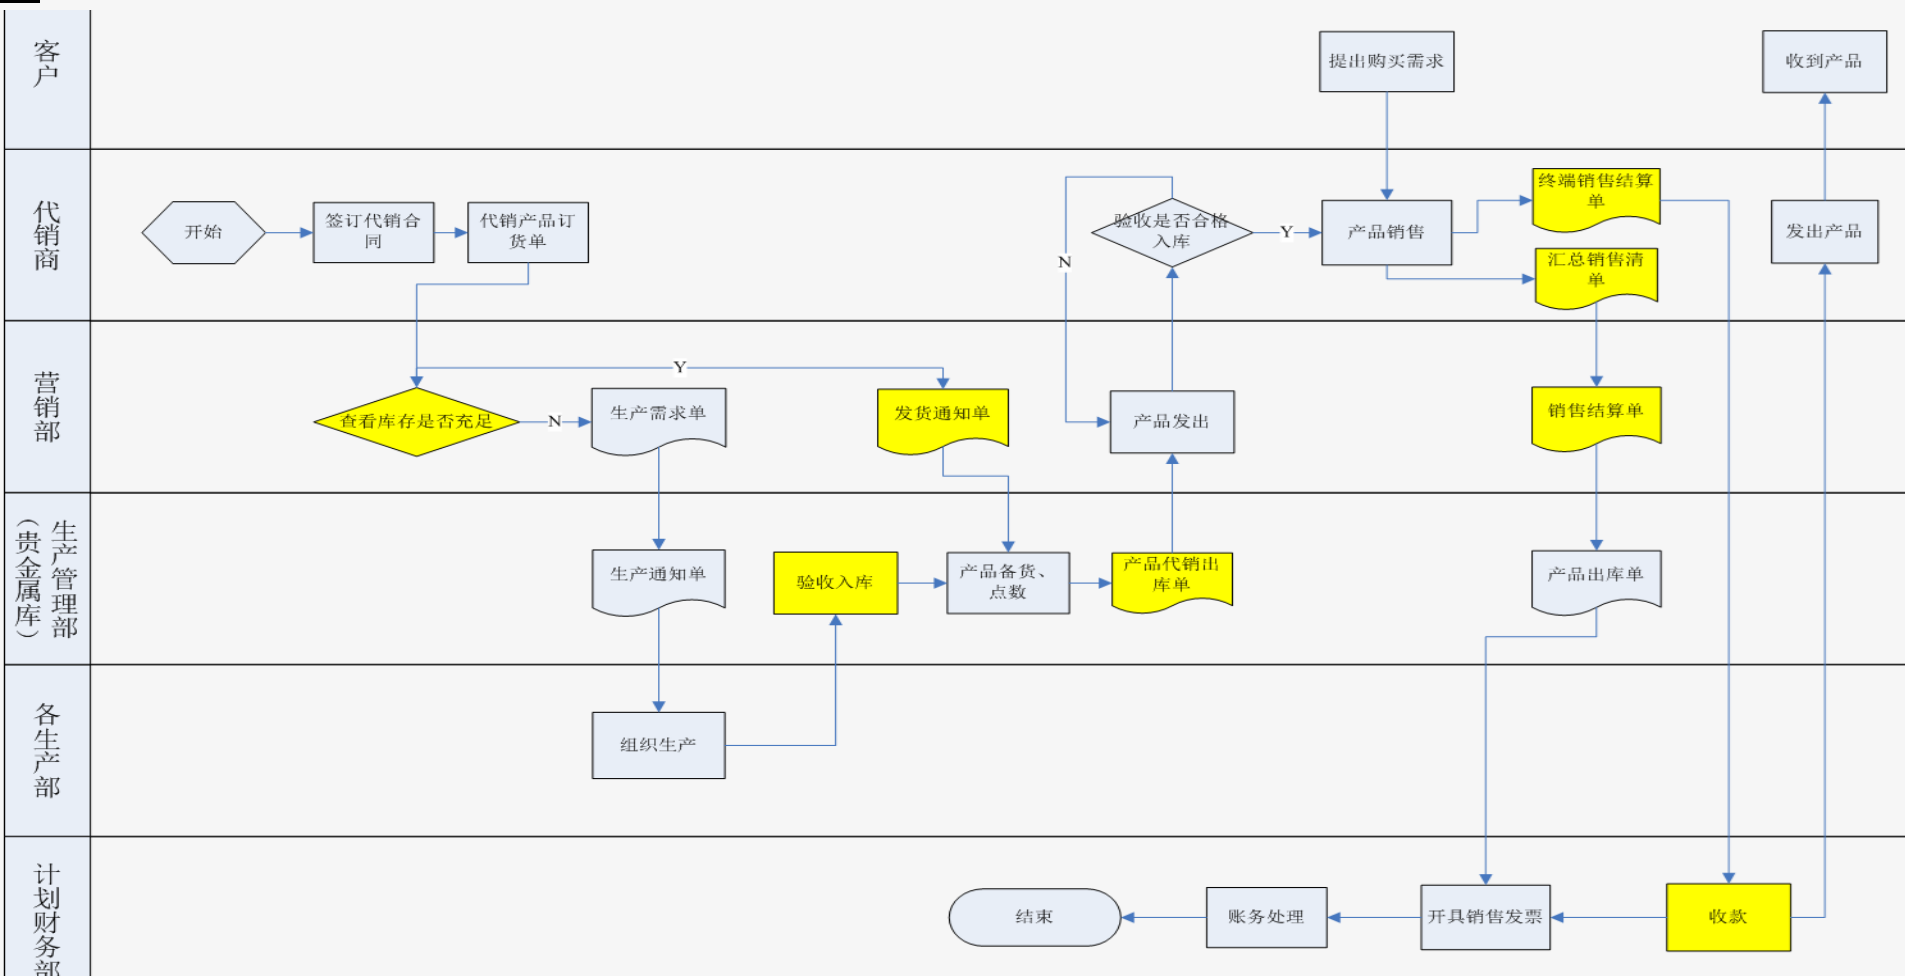 客户
提出购买需求
收到产品
代销商
开始
签订代销合
同
代销产品订
货单
验收是否合格
入库
Y
N
产品销售
终端销售结算
单
汇总销售清
单
发出产品
营销部
Y
查看库存是否充足
N
生产需求单
发货通知单
产品发出
销售结算单
生产管理部
（贵金属库）
生产通知单
验收入库
产品备货、
点数
产品代销出
库单
产品出库单
各生产部
组织生产
计划财务部
结束
账务处理
开具销售发票
收款